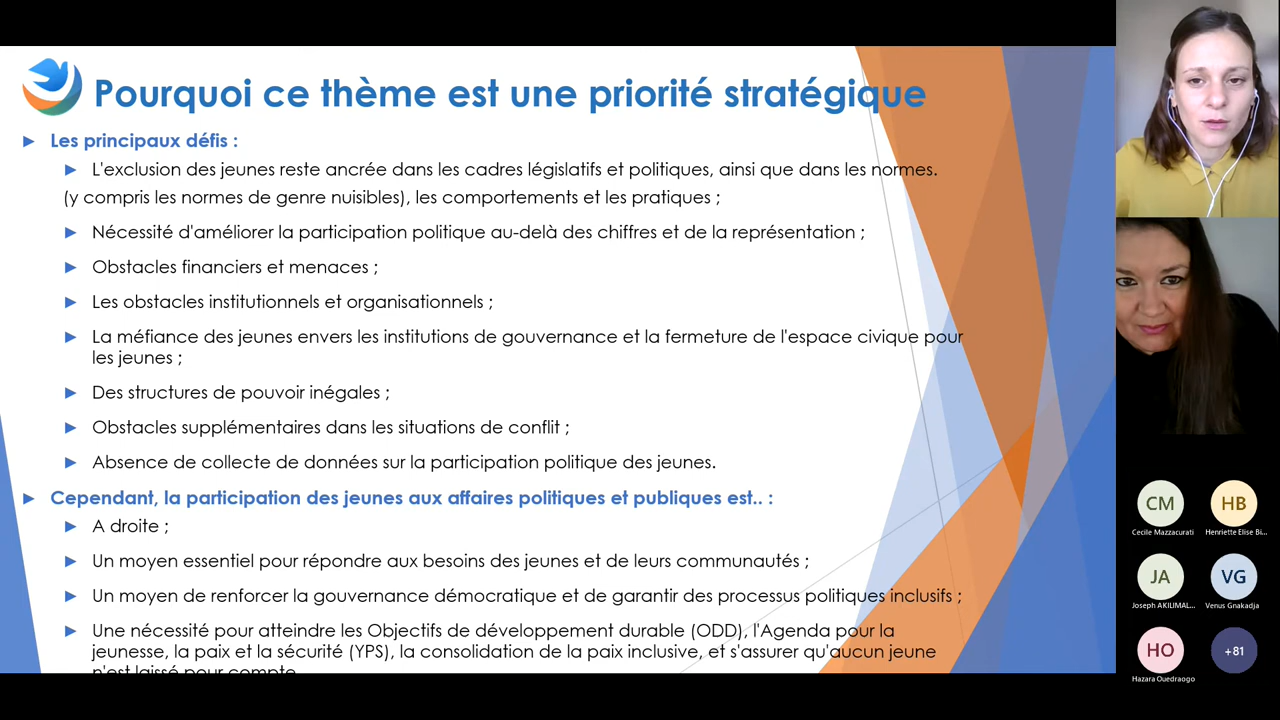 Pourquoi ce thème est une priorité stratégique
Les principaux défis :
L'exclusion des jeunes reste ancrée dans les cadres législatifs et politiques, ainsi que dans les normes.
(y compris les normes de genre nuisibles), les comportements et les pratiques ;
Nécessité d'améliorer la participation politique au-delà des chiffres et de la représentation ;
Obstacles financiers et menaces ;
Les obstacles institutionnels et organisationnels ;
La méfiance des jeunes envers les institutions de gouvernance et la fermeture de l'espace civique pour
les jeunes ;
Des structures de pouvoir inégales ;
Obstacles supplémentaires dans les situations de conflit ;
Absence de collecte de données sur la participation politique des jeunes.
Cependant, la participation des jeunes aux affaires politiques et publiques est.. :
A droite ;
Un moyen essentiel pour répondre aux besoins des jeunes et de leurs communautés ;
Un moyen de renforcer la gouvernance démocratique et de garantir des processus politiques inclusifs ;
Une nécessité pour atteindre les Objectifs de développement durable (ODD), l'Agenda pour la
jeunesse, la paix et la sécurité (YPS), la consolidation de la paix inclusive, et s'assurer qu'aucun jeune
n'est laissé pour compte
CM
HB
Cecile Mazzacurati
Henriette Elise Bi...
JA
VG
Joseph AKILIMAL...
Venus Gnakadja
HO
+81
Hazara Ouedraogo